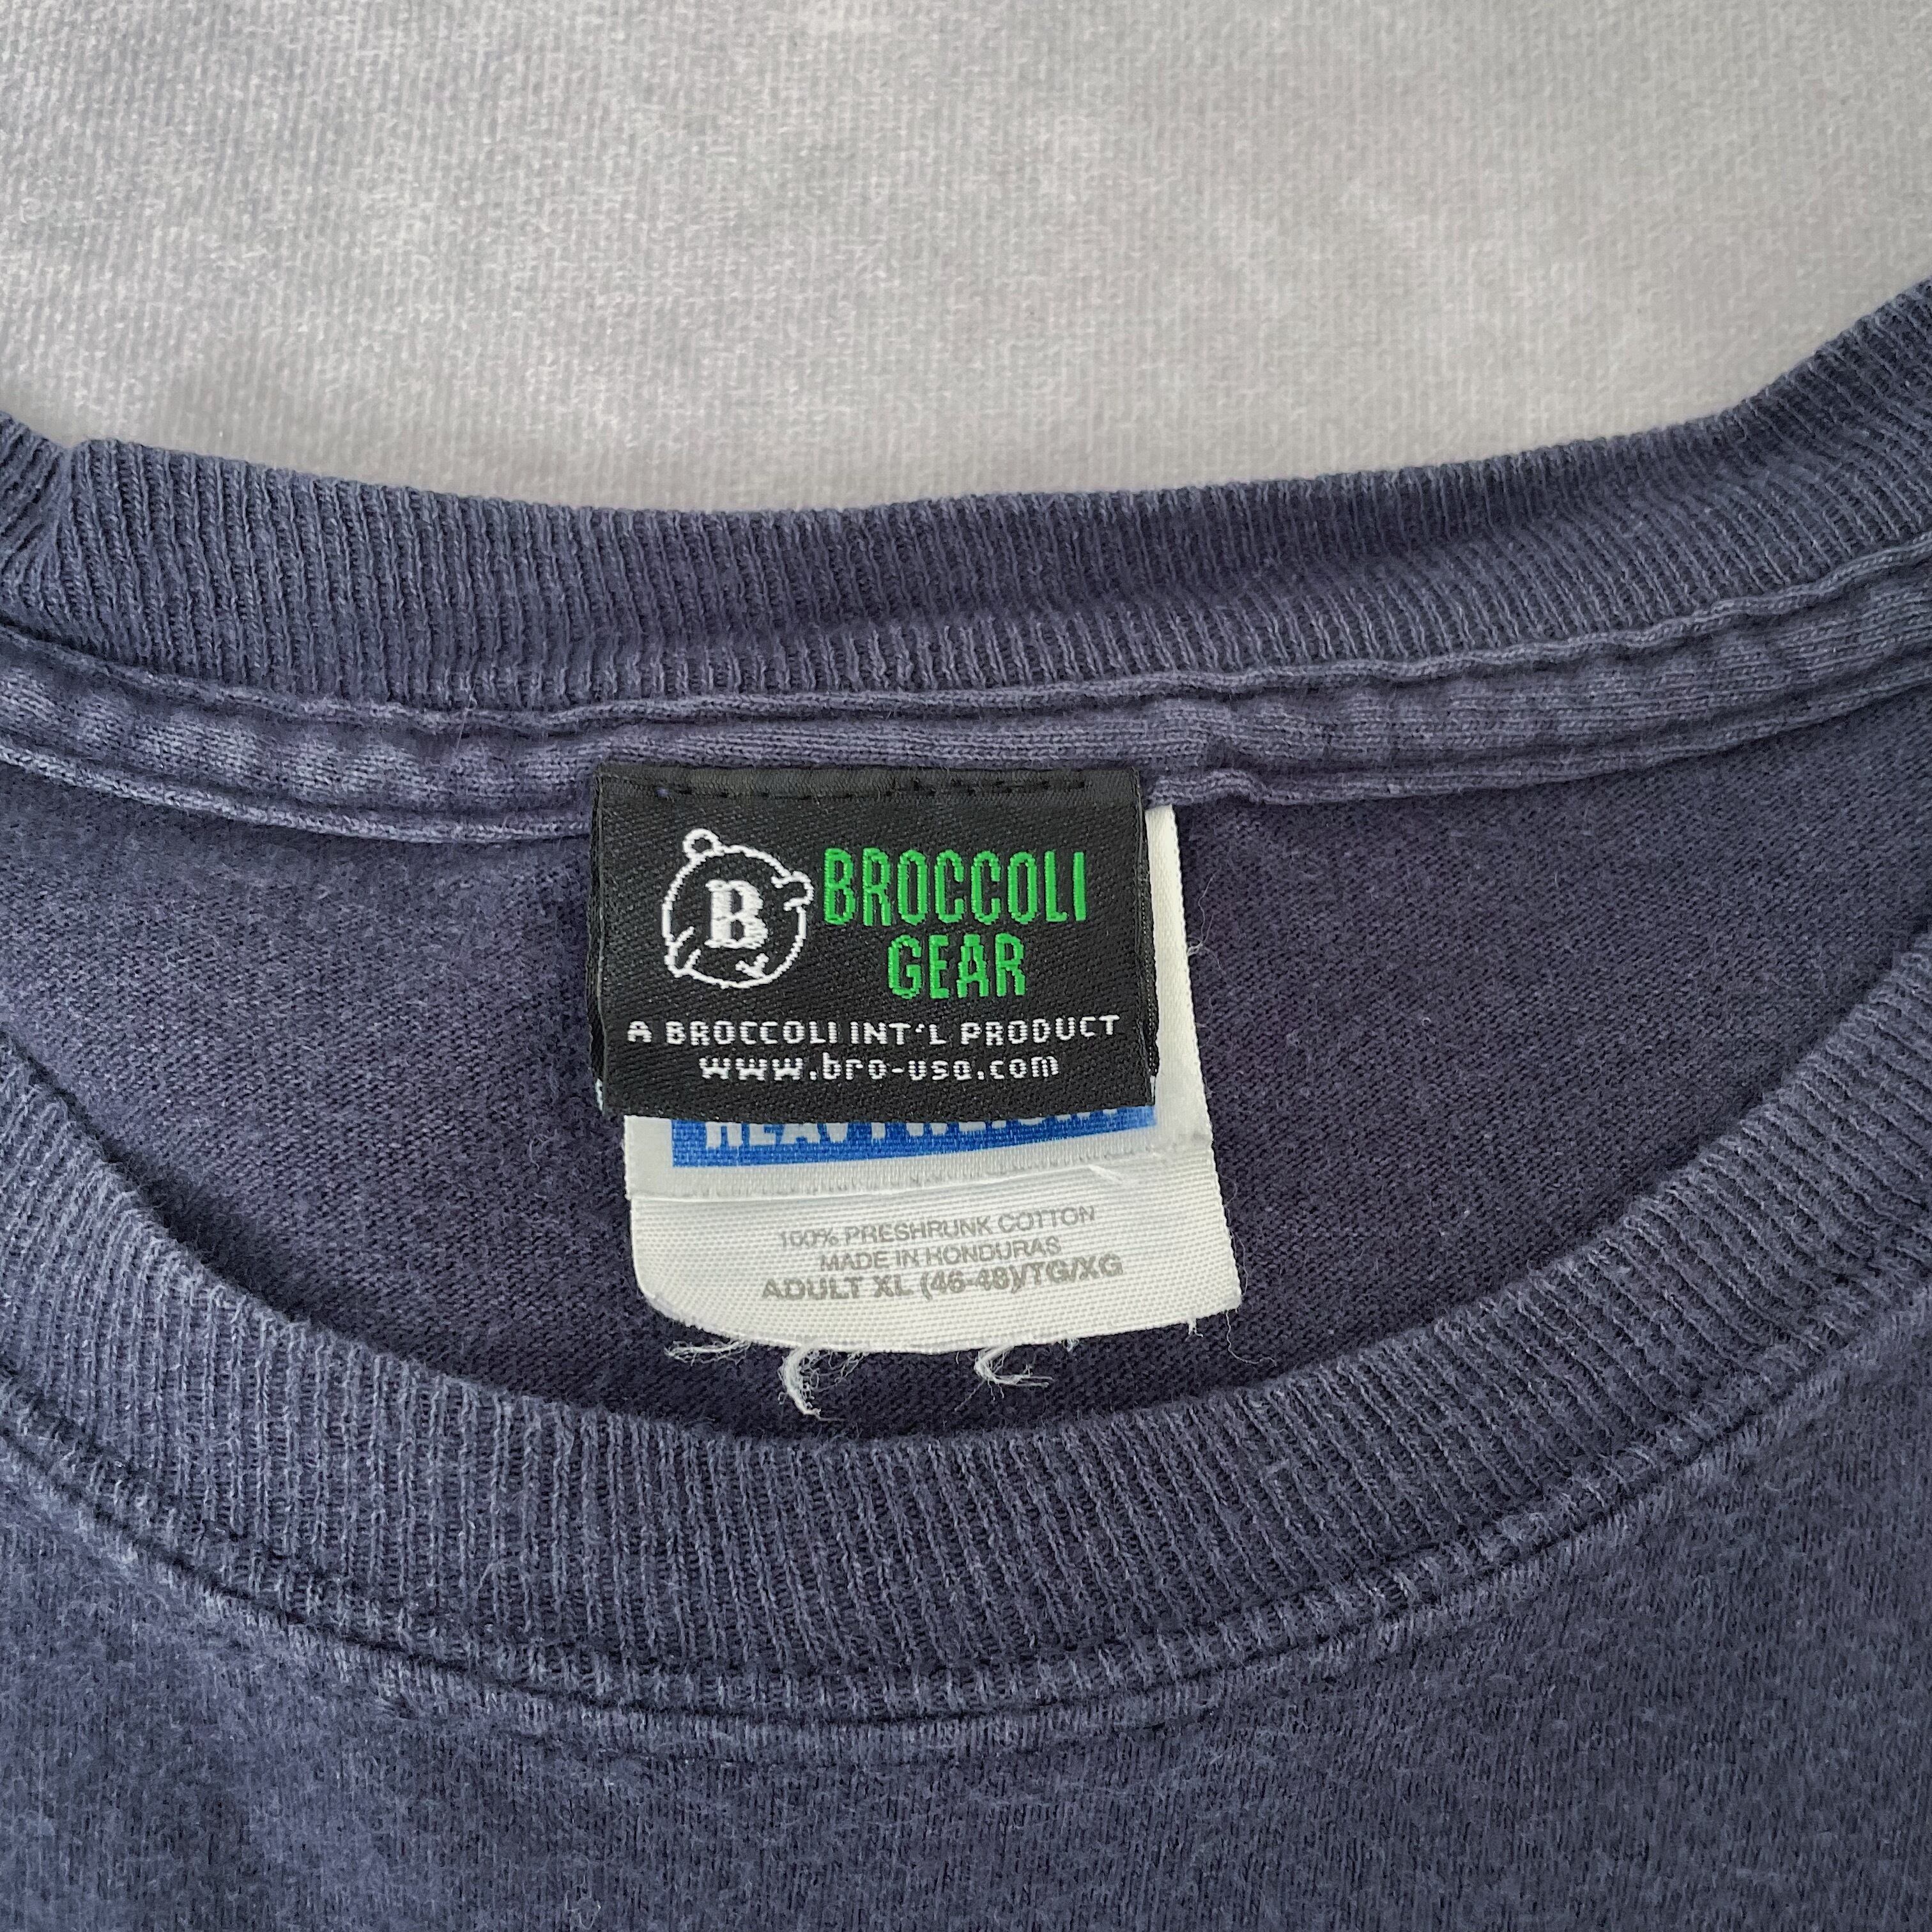 B
BROCCOLI
GEAR
A BROCCOLI INT'L PRODUCT
www.bro-usa.com
HEAVYWEIGHT
100% PRESHRUNK COTTON
MADE IN HONDURAS
ADULT XL (46-48)/TG/XG